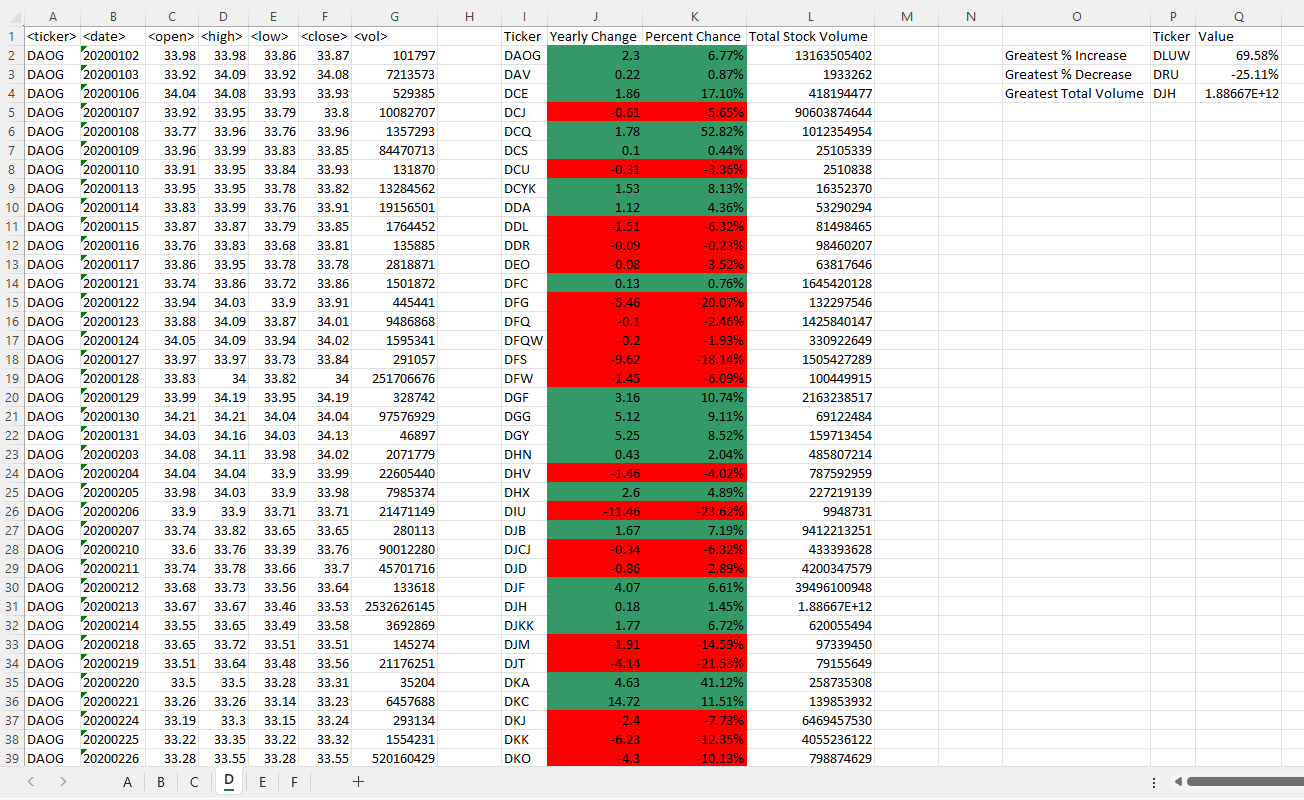 A B C D E F G H I J K L M N O P Q
1 <ticker> <date> <open> <high> <low> <close> <vol> Ticker Yearly Change Percent Chance Total Stock Volume Ticker Value
2 DAOG 20200102 33.98 33.98 33.86 33.87 101797 DAOG 2.3 6.77% 13163505402 Greatest % Increase DLUW 69.58%
3 DAOG 20200103 33.92 34.09 33.92 34.08 7213573 DAV 0.22 0.87% 1933262 Greatest % Decrease DRU -25.11%
4 DAOG 20200106 34.04 34.08 33.93 33.93 529385 DCE 1.86 17.10% 418194477 Greatest Total Volume DJH 1.88667E+12
5 DAOG 20200107 33.92 33.95 33.79 33.8 10082707 DCJ -0.61 -5.65% 90603874644
6 DAOG 20200108 33.77 33.96 33.76 33.96 1357293 DCQ 1.78 52.82% 1012354954
7 DAOG 20200109 33.96 33.99 33.83 33.85 84470713 DCS 0.1 0.44% 25105339
8 DAOG 20200110 33.91 33.95 33.84 33.93 131870 DCU -0.31 -3.36% 2510838
9 DAOG 20200113 33.95 33.95 33.78 33.82 13284562 DCYK 1.53 8.13% 16352370
10 DAOG 20200114 33.83 33.99 33.76 33.91 19156501 DDA 1.12 4.36% 53290294
11 DAOG 20200115 33.87 33.87 33.79 33.85 1764452 DDL -1.51 -6.32% 81498465
12 DAOG 20200116 33.76 33.83 33.68 33.81 135885 DDR -0.09 -0.23% 98460207
13 DAOG 20200117 33.86 33.95 33.78 33.78 2818871 DEO -0.08 -3.52% 63817646
14 DAOG 20200121 33.74 33.86 33.72 33.86 1501872 DFC 0.13 0.76% 1645420128
15 DAOG 20200122 33.94 34.03 33.9 33.91 445441 DFG -5.46 -20.07% 132297546
16 DAOG 20200123 33.88 34.09 33.87 34.01 9486868 DFQ -0.1 -2.46% 1425840147
17 DAOG 20200124 34.05 34.09 33.94 34.02 1595341 DFQW -0.2 -1.93% 330922649
18 DAOG 20200127 33.97 33.97 33.73 33.84 291057 DFS -9.62 -18.14% 1505427289
19 DAOG 20200128 33.83 34 33.82 34 251706676 DFW -1.45 -6.09% 100449915
20 DAOG 20200129 33.99 34.19 33.95 34.19 328742 DGF 3.16 10.74% 2163238517
21 DAOG 20200130 34.21 34.21 34.04 34.04 97576929 DGG 5.12 9.11% 69122484
22 DAOG 20200131 34.03 34.16 34.03 34.13 46897 DGY 5.25 8.52% 159713454
23 DAOG 20200203 34.08 34.11 33.98 34.02 2071779 DHN 0.43 2.04% 485807214
24 DAOG 20200204 34.04 34.04 33.9 33.99 22605440 DHV -1.46 -4.02% 787592959
25 DAOG 20200205 33.98 34.03 33.9 33.98 7985374 DHX 2.6 4.89% 227219139
26 DAOG 20200206 33.9 33.9 33.71 33.71 21471149 DIU -11.46 -23.62% 9948731
27 DAOG 20200207 33.74 33.82 33.65 33.65 280113 DJB 1.67 7.19% 9412213251
28 DAOG 20200210 33.6 33.76 33.39 33.76 90012280 DJCJ -0.34 -6.32% 433393628
29 DAOG 20200211 33.74 33.78 33.66 33.7 45701716 DJD -0.86 -2.89% 4200347579
30 DAOG 20200212 33.68 33.73 33.56 33.64 133618 DJF 4.07 6.61% 39496100948
31 DAOG 20200213 33.67 33.67 33.46 33.53 2532626145 DJH 0.18 1.45% 1.88667E+12
32 DAOG 20200214 33.55 33.65 33.49 33.58 3692869 DJKK 1.77 6.72% 620055494
33 DAOG 20200218 33.65 33.72 33.51 33.51 145274 DJM -1.91 -14.59% 97339450
34 DAOG 20200219 33.51 33.64 33.48 33.56 21176251 DJT -4.14 -21.53% 79155649
35 DAOG 20200220 33.5 33.5 33.28 33.31 35204 DKA 4.63 41.12% 258735308
36 DAOG 20200221 33.26 33.26 33.14 33.23 6457688 DKC 14.72 11.51% 139853932
37 DAOG 20200224 33.19 33.3 33.15 33.24 293134 DKJ -2.4 -7.73% 6469457530
38 DAOG 20200225 33.22 33.35 33.22 33.32 1554231 DKK -6.23 -12.35% 4055236122
39 DAOG 20200226 33.28 33.55 33.28 33.55 520160429 DKO -4.3 -10.13% 798874629
A B C D E F